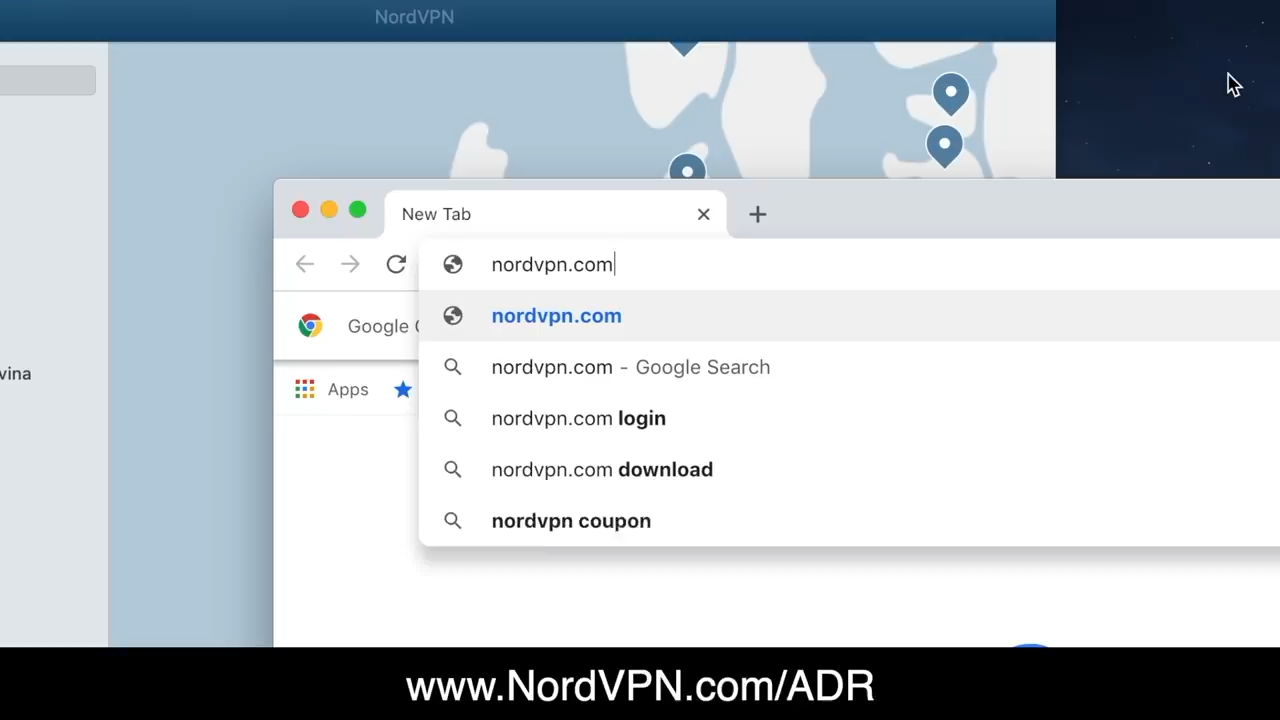 NordVPN
New Tab
nordvpn.com
Google
nordvpn.com
nordvpn.com - Google Search
vina
Apps
nordvpn.com login
nordvpn.com download
nordvpn coupon
www.NordVPN.com/ADR